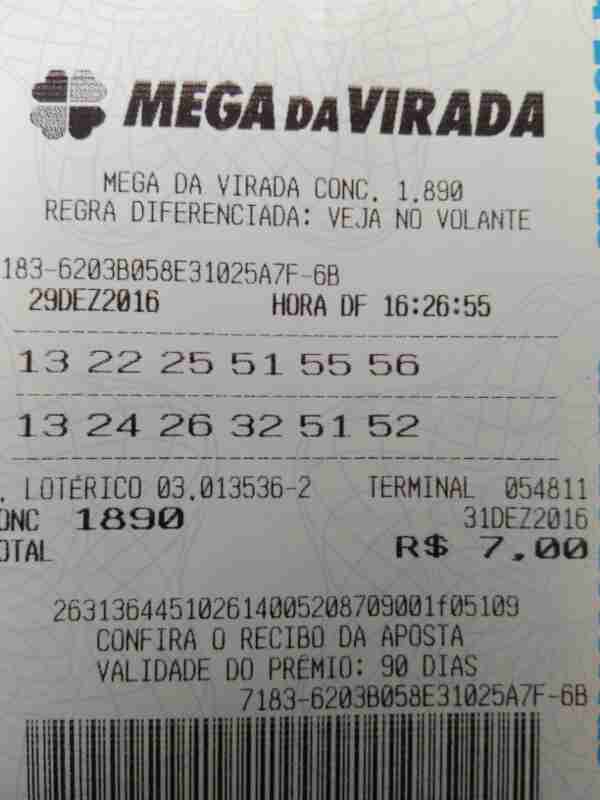 MEGA DA VIRADA
MEGA DA VIRADA CONC. 1.890
REGRA DIFERENCIADA: VEJA NO VOLANTE
183-6203B058E31025A7F-6B
29DEZ2016 HORA DF 16:26:55
13 22 25 51 55 56
13 24 26 32 51 52
. LOTÉRICO 03.013536-2 TERMINAL 054811
ONC 1890 31DEZ2016
OTAL R$ 7,00
263136445102614005208709001f05109
CONFIRA O RECIBO DA APOSTA
VALIDADE DO PRÊMIO: 90 DIAS
7183-6203B058E31025A7F-6B